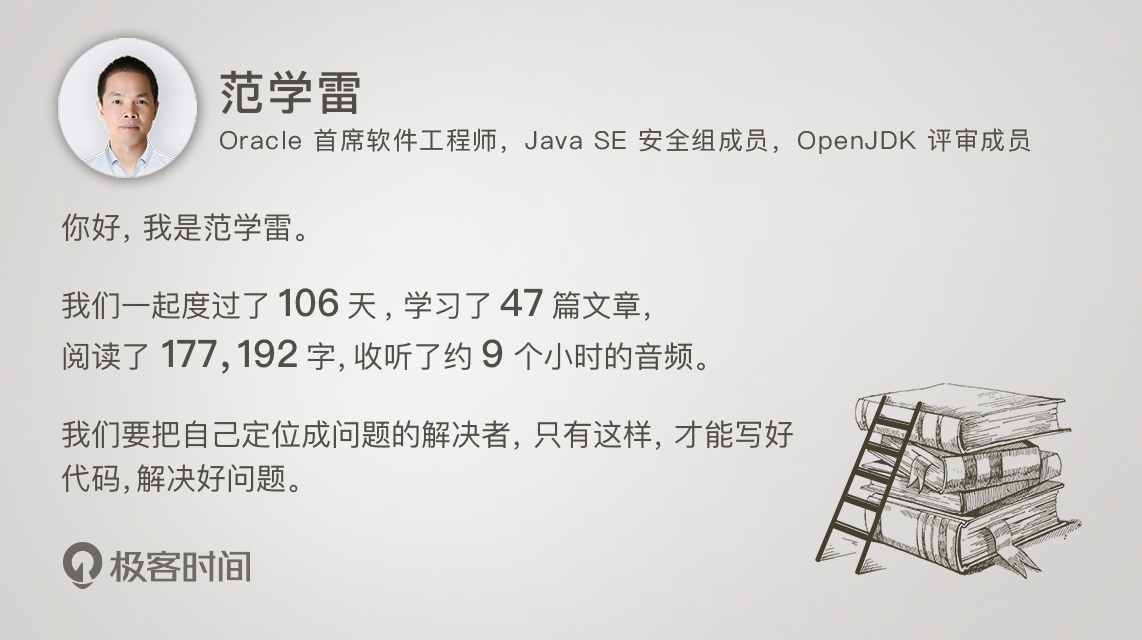 范学雷
Oracle 首席软件工程师，Java SE 安全组成员，OpenJDK 评审成员
你好，我是范学雷。
我们一起度过了 106 天，学习了 47 篇文章，
阅读了 177,192 字，收听了约 9 个小时的音频。
我们要把自己定位成问题的解决者，只有这样，才能写好
代码，解决好问题。
极客时间